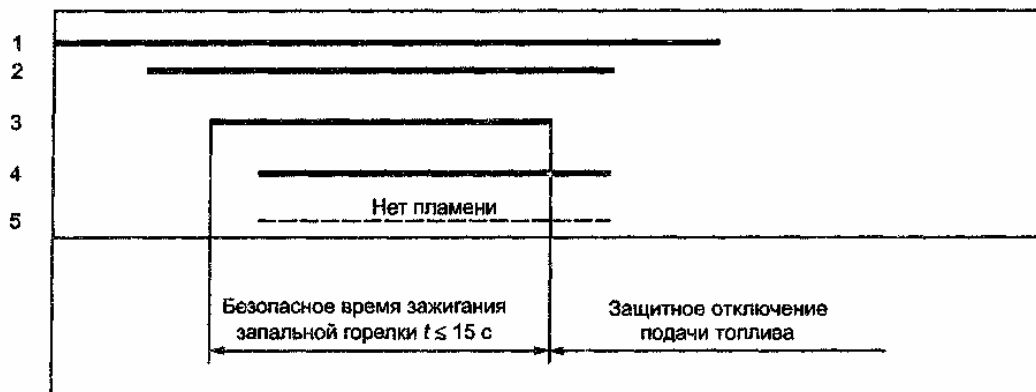 1
2
3
4
Нет пламени
5
Безопасное время зажигания
запальной горелки t ≤ 15 с
Защитное отключение
подачи топлива